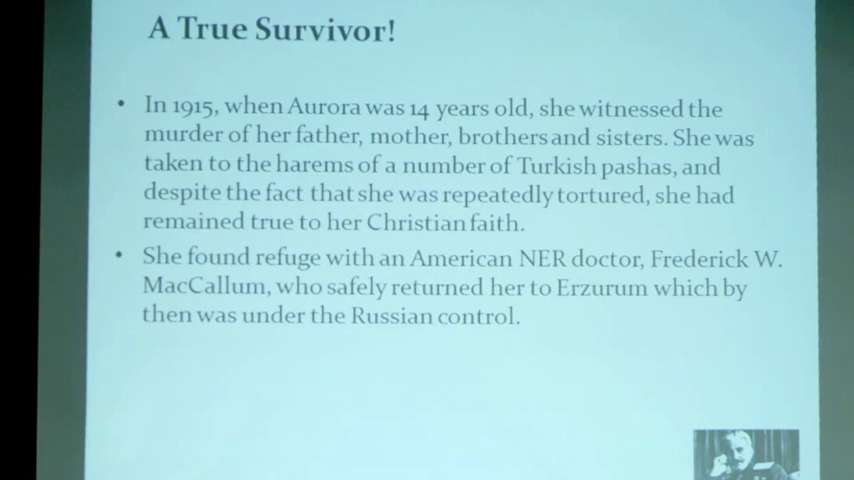 A True Survivor!
• In 1915, when Aurora was 14 years old, she witnessed the
murder of her father, mother, brothers and sisters. She was
taken to the harems of a number of Turkish pashas, and
despite the fact that she was repeatedly tortured, she had
remained true to her Christian faith.
• She found refuge with an American NER doctor, Frederick W.
MacCallum, who safely returned her to Erzurum which by
then was under the Russian control.